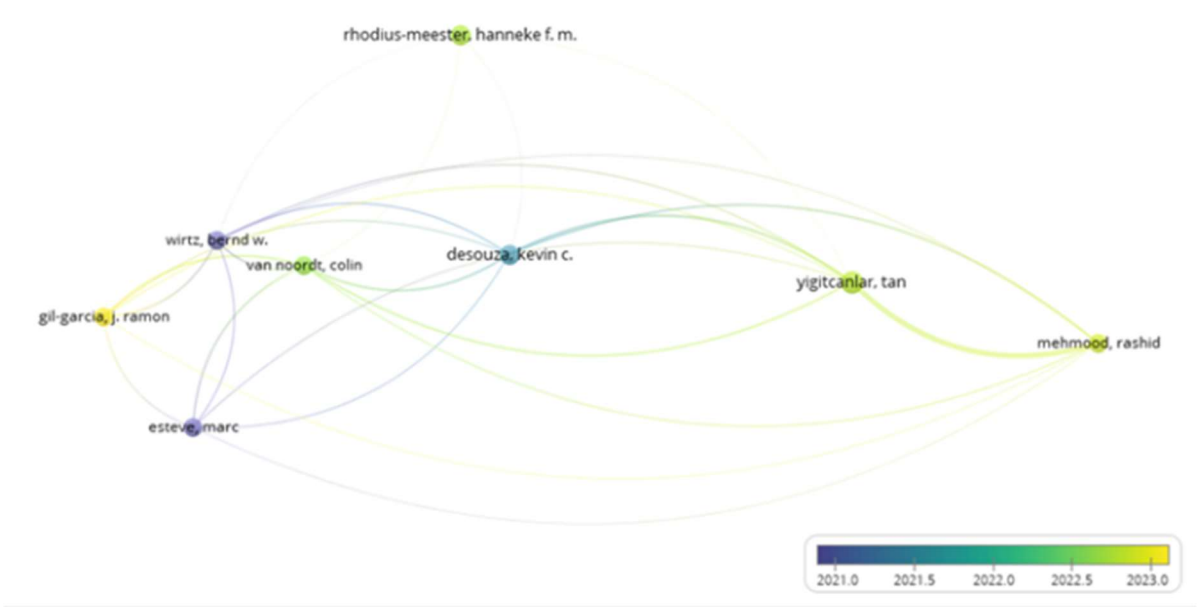 rhodius-meester, hanneke f. m.
wirtz, bernd w.
van noordt, colin
desouza, kevin c.
yigitcanlar, tan
gil-garcia, j. ramon
mehmood, rashid
esteve, marc
2021.0 2021.5 2022.0 2022.5 2023.0